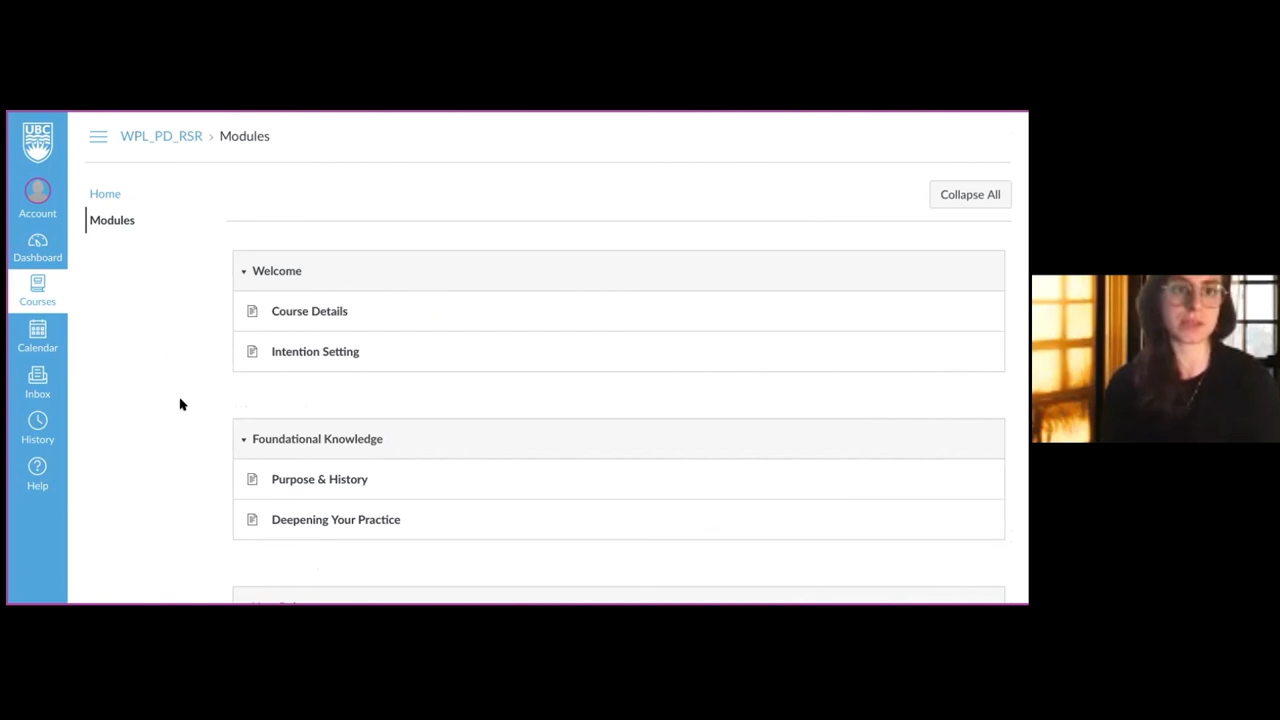 UBC
WPL_PD_RSR > Modules
Account
Dashboard
Courses
Calendar
Inbox
History
Help
Home
Modules
Collapse All
Welcome
Course Details
Intention Setting
Foundational Knowledge
Purpose & History
Deepening Your Practice